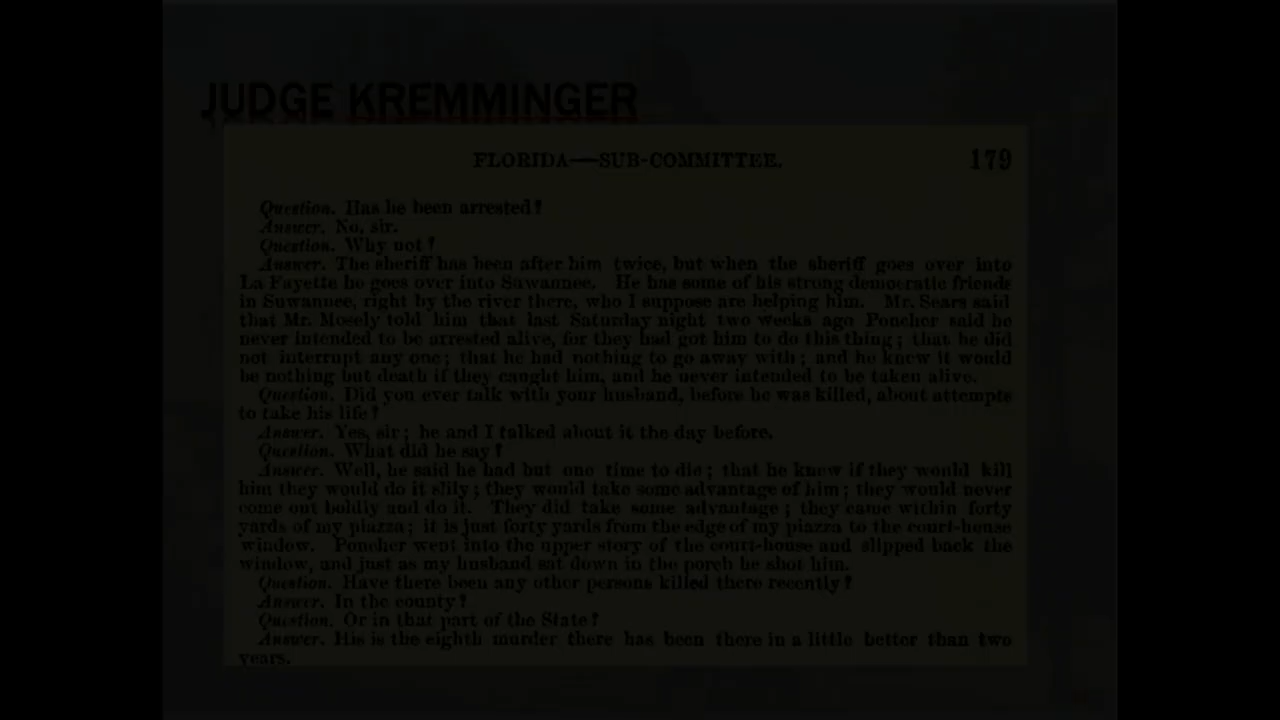 JUDGE KREMMINGER
FLORIDA—SUB-COMMITTEE. 179
Question. Has he been arrested?
Answer. No, sir.
Question. Why not?
Answer. The sheriff has been after him twice, but when the sheriff goes over into
La Fayette he goes over into Suwannee. He has some of his strong democratic friends
in Suwannee, right by the river there, who I suppose are helping him. Mr. Sears said
that Mr. Mosely told him that last Saturday night two weeks ago Poncher said he
never intended to be arrested alive, for they had got him to do this thing; that he did
not interrupt any one; that he had nothing to go away with; and he knew it would
be nothing but death if they caught him, and he never intended to be taken alive.
Question. Did you ever talk with your husband, before he was killed, about attempts
to take his life?
Answer. Yes, sir; he and I talked about it the day before.
Question. What did he say?
Answer. Well, he said he had but one time to die; that he knew if they would kill
him they would do it slily; they would take some advantage of him; they would never
come out boldly and do it. They did take some advantage; they came within forty
yards of my piazza; it is just forty yards from the edge of my piazza to the court-house
window. Poncher went into the upper story of the court-house and slipped back the
window, and just as my husband sat down in the porch he shot him.
Question. Have there been any other persons killed there recently?
Answer. In the county?
Question. Or in that part of the State?
Answer. His is the eighth murder there has been there in a little better than two
years.